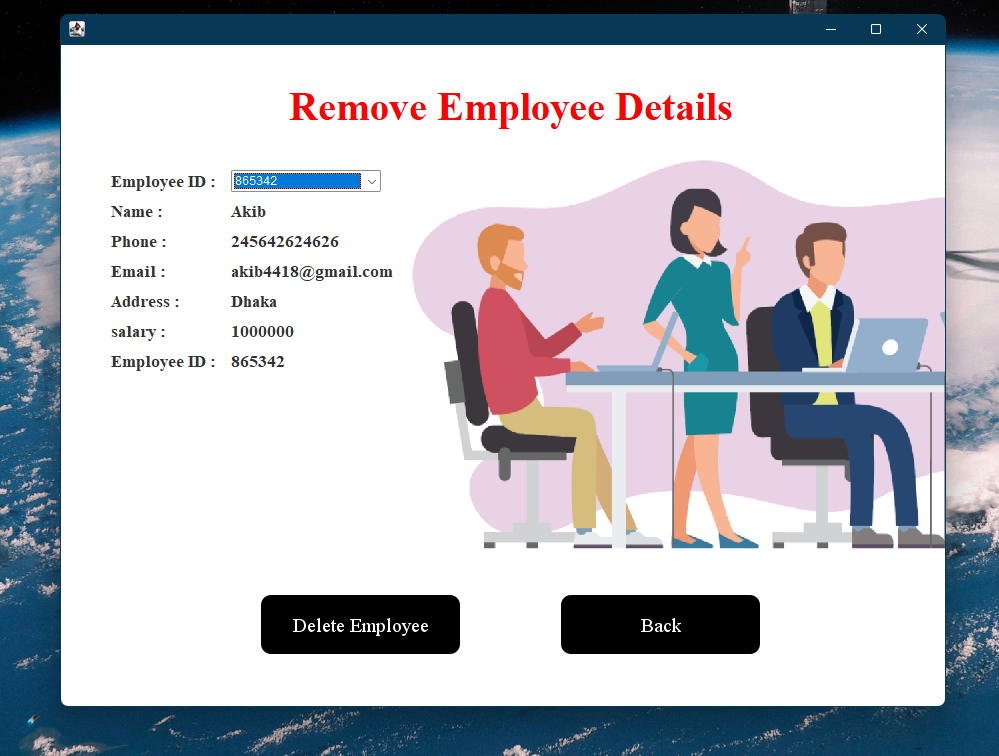 Remove Employee Details
Employee ID : 865342
Name : Akib
Phone : 245642624626
Email : akib4418@gmail.com
Address : Dhaka
salary : 1000000
Employee ID : 865342
Delete Employee Back